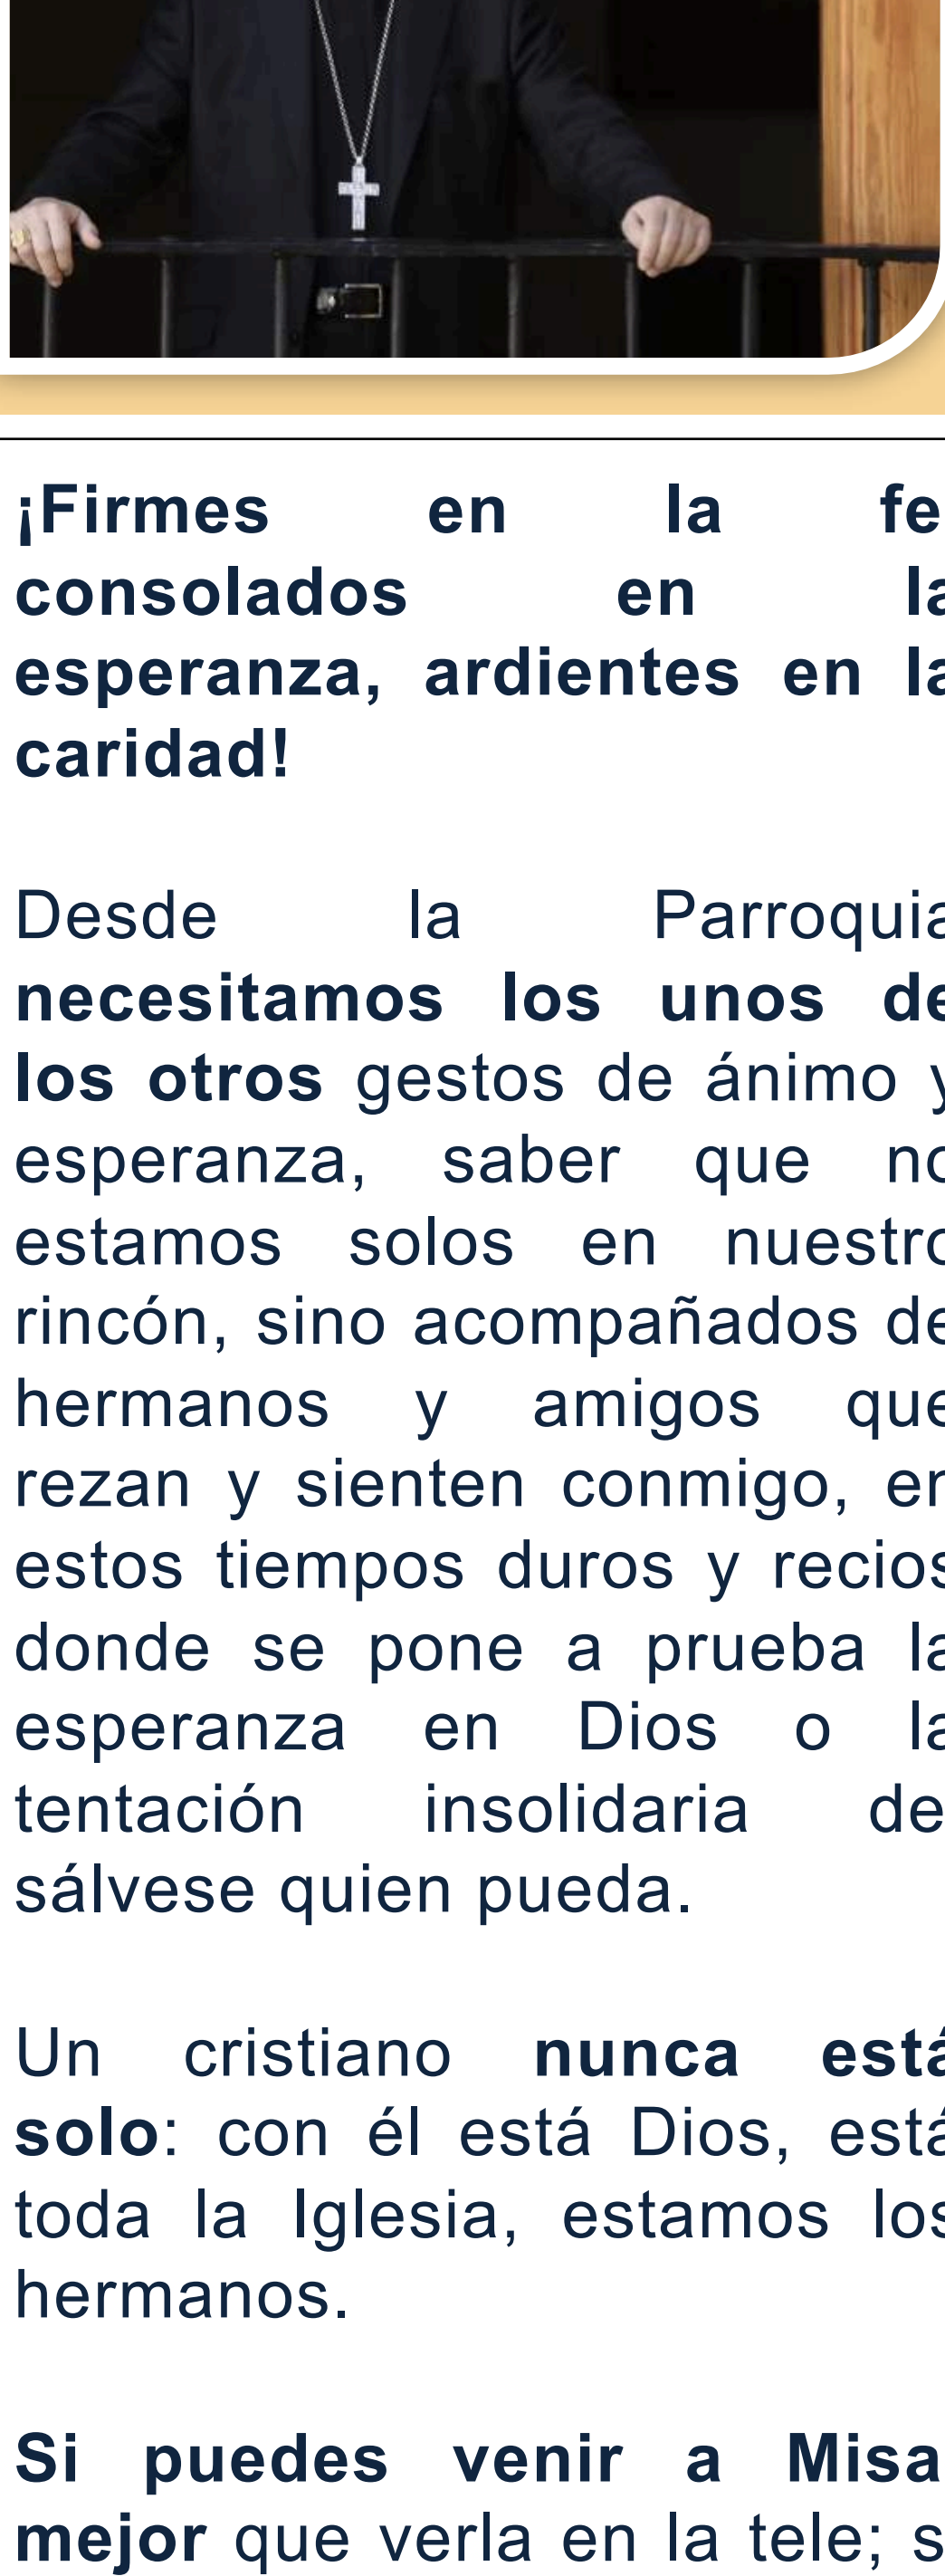 ¡Firmes en la fe
consolados en la
esperanza, ardientes en la
caridad!
Desde la Parroquia
necesitamos los unos de
los otros gestos de ánimo y
esperanza, saber que no
estamos solos en nuestro
rincón, sino acompañados de
hermanos y amigos que
rezan y sienten conmigo, en
estos tiempos duros y recios
donde se pone a prueba la
esperanza en Dios o la
tentación insolidaria de
sálvese quien pueda.
Un cristiano nunca está
solo: con él está Dios, está
toda la Iglesia, estamos los
hermanos.
Si puedes venir a Misa
mejor que verla en la tele; s